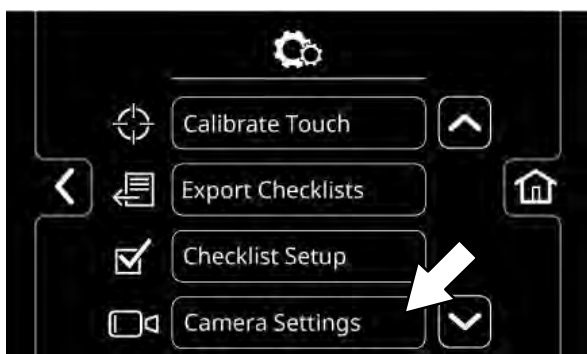 Calibrate Touch
Export Checklists
Checklist Setup
Camera Settings